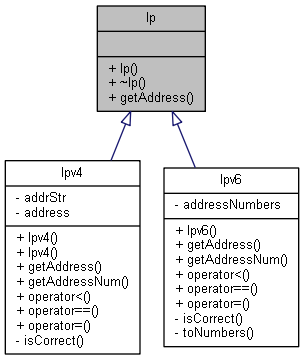 Ip
+ Ip()
+ ~Ip()
+ getAddress()
Ipv4
- addrStr
- address
+ Ipv4()
+ Ipv4()
+ getAddress()
+ getAddressNum()
+ operator<()
+ operator==()
+ operator=()
- isCorrect()
Ipv6
- addressNumbers
+ Ipv6()
+ getAddress()
+ getAddressNum()
+ operator<()
+ operator==()
+ operator=()
- isCorrect()
- toNumbers()